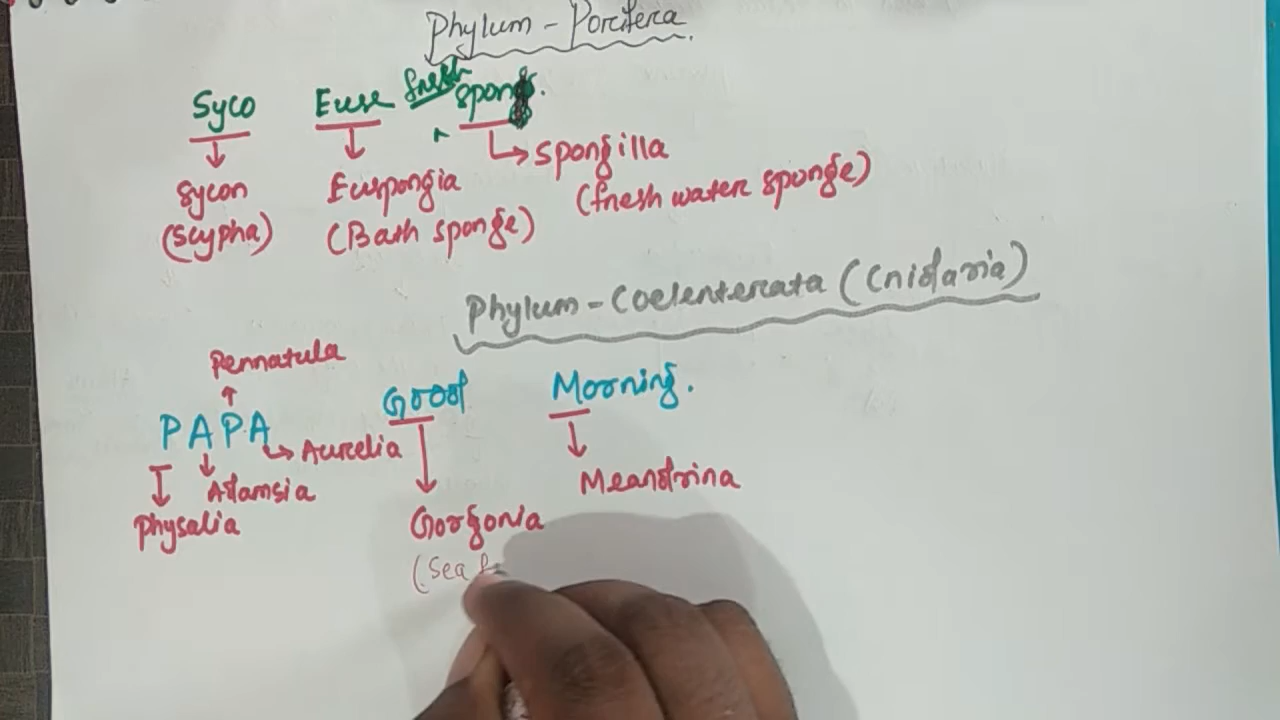 Phylum - Porifera
Syco Euse fresh spong.
Sycon Euspongia Spongilla
(Scypha) (Bath sponge) (fresh water sponge)
Phylum - Coelenterata (Cnidaria)
Pennatula
PAPA Good Morning.
Aurelia
Adamsia Meandrina
Physalia Gorgonia
(Sea f